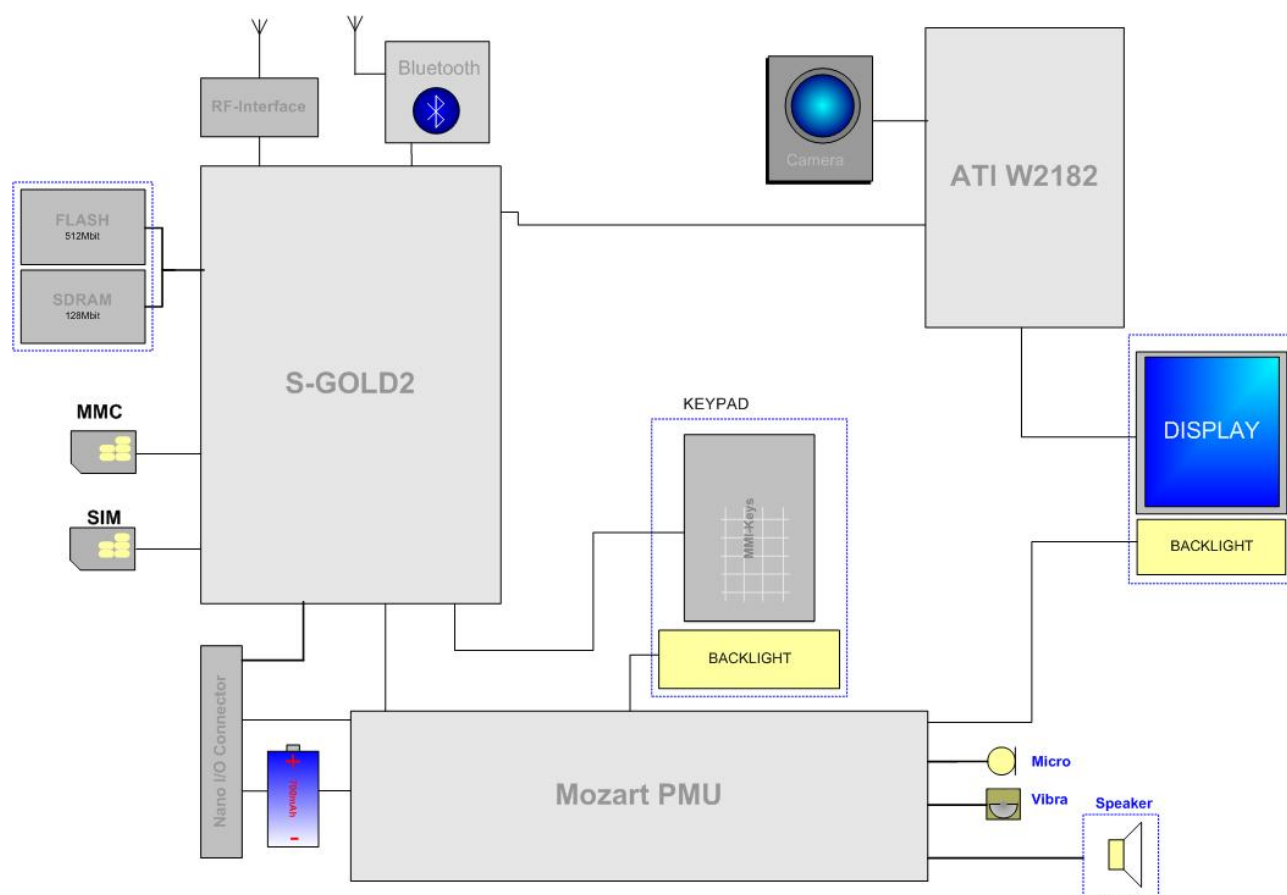 Bluetooth
RF-Interface
Camera
ATI W2182
FLASH
512Mbit
SDRAM
128Mbit
S-GOLD2
MMC
SIM
KEYPAD
MMI-Keys
BACKLIGHT
DISPLAY
BACKLIGHT
Nano I/O Connector
+
700mAh
-
Mozart PMU
Micro
Vibra
Speaker